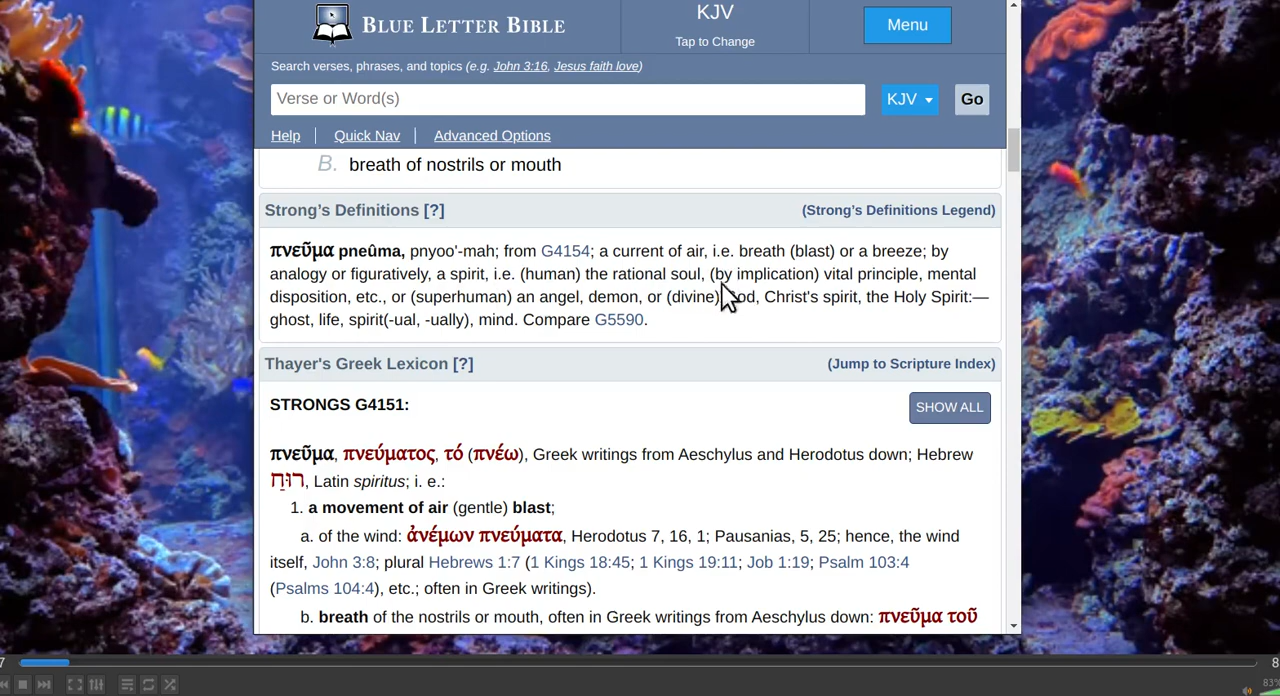 BLUE LETTER BIBLE
KJV
Tap to Change
Menu
Search verses, phrases, and topics (e.g. John 3:16, Jesus faith love)
Verse or Word(s)
KJV
Go
Help
Quick Nav
Advanced Options
B. breath of nostrils or mouth
Strong’s Definitions [?]
(Strong’s Definitions Legend)
πνεῦμα pneûma, pnyoo'-mah; from G4154; a current of air, i.e. breath (blast) or a breeze; by
analogy or figuratively, a spirit, i.e. (human) the rational soul, (by implication) vital principle, mental
disposition, etc., or (superhuman) an angel, demon, or (divine) od, Christ's spirit, the Holy Spirit:—
ghost, life, spirit(-ual, -ually), mind. Compare G5590.
Thayer's Greek Lexicon [?]
(Jump to Scripture Index)
STRONGS G4151:
SHOW ALL
πνεῦμα, πνεύματος, τό (πνέω), Greek writings from Aeschylus and Herodotus down; Hebrew
רוּחַ, Latin spiritus; i. e.:
1. a movement of air (gentle) blast;
a. of the wind: ἀνέμων πνεύματα, Herodotus 7, 16, 1; Pausanias, 5, 25; hence, the wind
itself, John 3:8; plural Hebrews 1:7 (1 Kings 18:45; 1 Kings 19:11; Job 1:19; Psalm 103:4
(Psalms 104:4), etc.; often in Greek writings).
b. breath of the nostrils or mouth, often in Greek writings from Aeschylus down: πνεῦμα τοῦ
7
8
83%